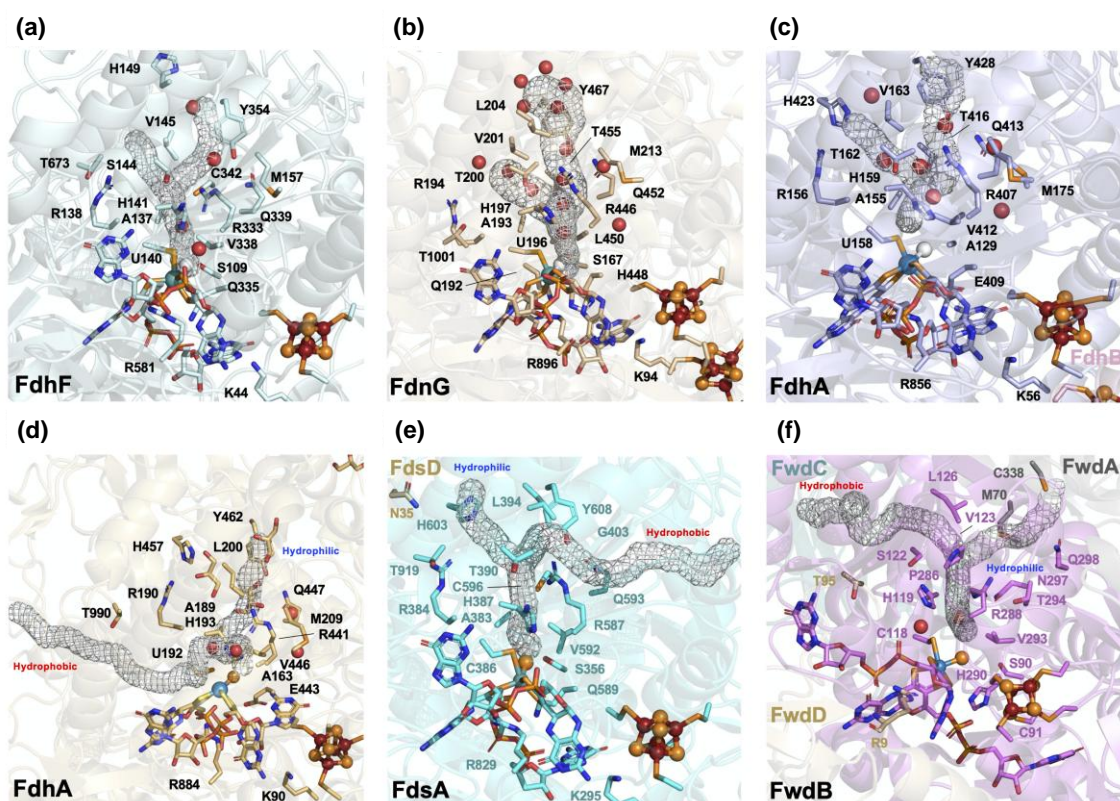 (a)
H149
Y354
V145
T673
S144
C342
M157
R138
H141
A137
Q339
R333
V338
U140
S109
Q335
R581
K44
FdhF
(b)
L204
Y467
V201
T455
M213
T200
R194
H197
Q452
A193
R446
U196
L450
T1001
S167
H448
Q192
R896
K94
FdnG
(c)
Y428
V163
H423
T416
Q413
T162
H159
R407
R156
A155
M175
V412
U158
A129
E409
FdhB
R856
K56
FdhA
(d)
Y462
H457
L200
Hydrophilic
R190
Q447
T990
A189
M209
H193
R441
Hydrophobic
U192
V446
A163
E443
R884
K90
FdhA
(e)
FdsD
Hydrophilic
N35
L394
Y608
H603
G403
Hydrophobic
T919
T390
C596
Q593
R384
H387
R587
A383
V592
C386
S356
Q589
R829
K295
FdsA
(f)
FwdC
L126
C338
FwdA
Hydrophobic
M70
V123
S122
Q298
P286
Hydrophilic
T95
N297
H119
R288
T294
C118
V293
H290
S90
FwdD
R9
C91
FwdB